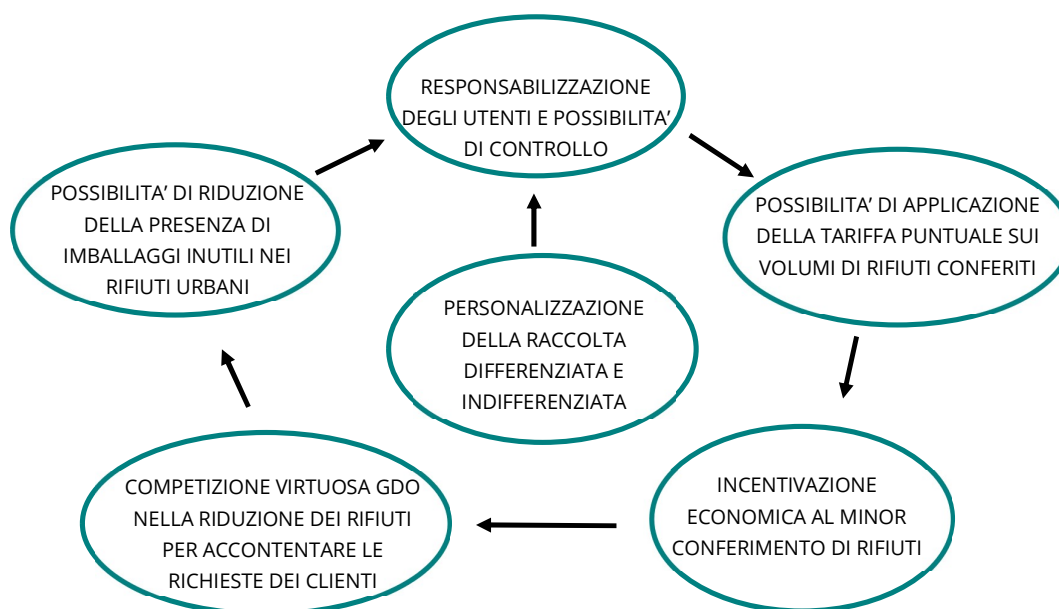 RESPONSABILIZZAZIONE
DEGLI UTENTI E POSSIBILITA’
DI CONTROLLO
POSSIBILITA’ DI RIDUZIONE
DELLA PRESENZA DI
IMBALLAGGI INUTILI NEI
RIFIUTI URBANI
POSSIBILITA’ DI APPLICAZIONE
DELLA TARIFFA PUNTUALE SUI
VOLUMI DI RIFIUTI CONFERITI
PERSONALIZZAZIONE
DELLA RACCOLTA
DIFFERENZIATA E
INDIFFERENZIATA
COMPETIZIONE VIRTUOSA GDO
NELLA RIDUZIONE DEI RIFIUTI
PER ACCONTENTARE LE
RICHIESTE DEI CLIENTI
INCENTIVAZIONE
ECONOMICA AL MINOR
CONFERIMENTO DI RIFIUTI